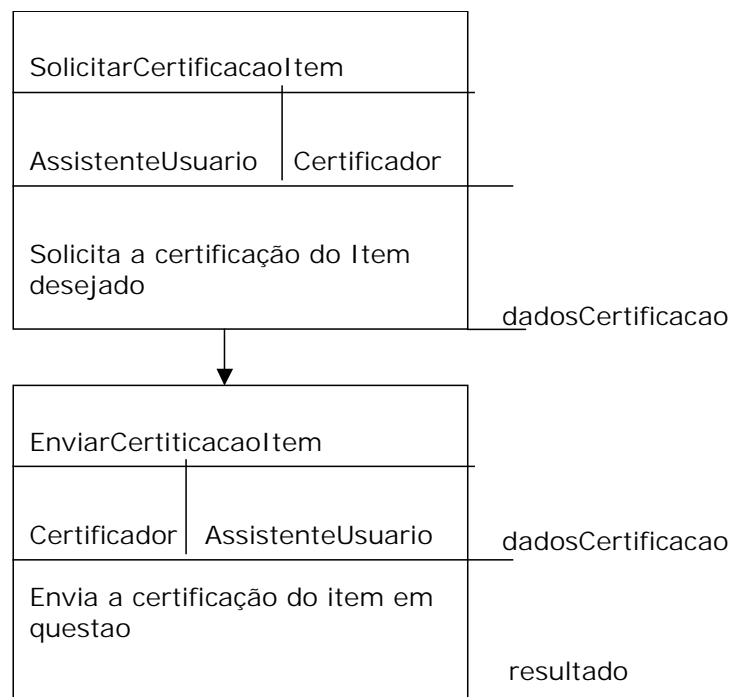 SolicitarCertificacaoItem
AssistenteUsuario Certificador
Solicita a certificação do Item
desejado
dadosCertificacao
EnviarCertiticacaoItem
Certificador AssistenteUsuario
dadosCertificacao
Envia a certificação do item em
questao
resultado